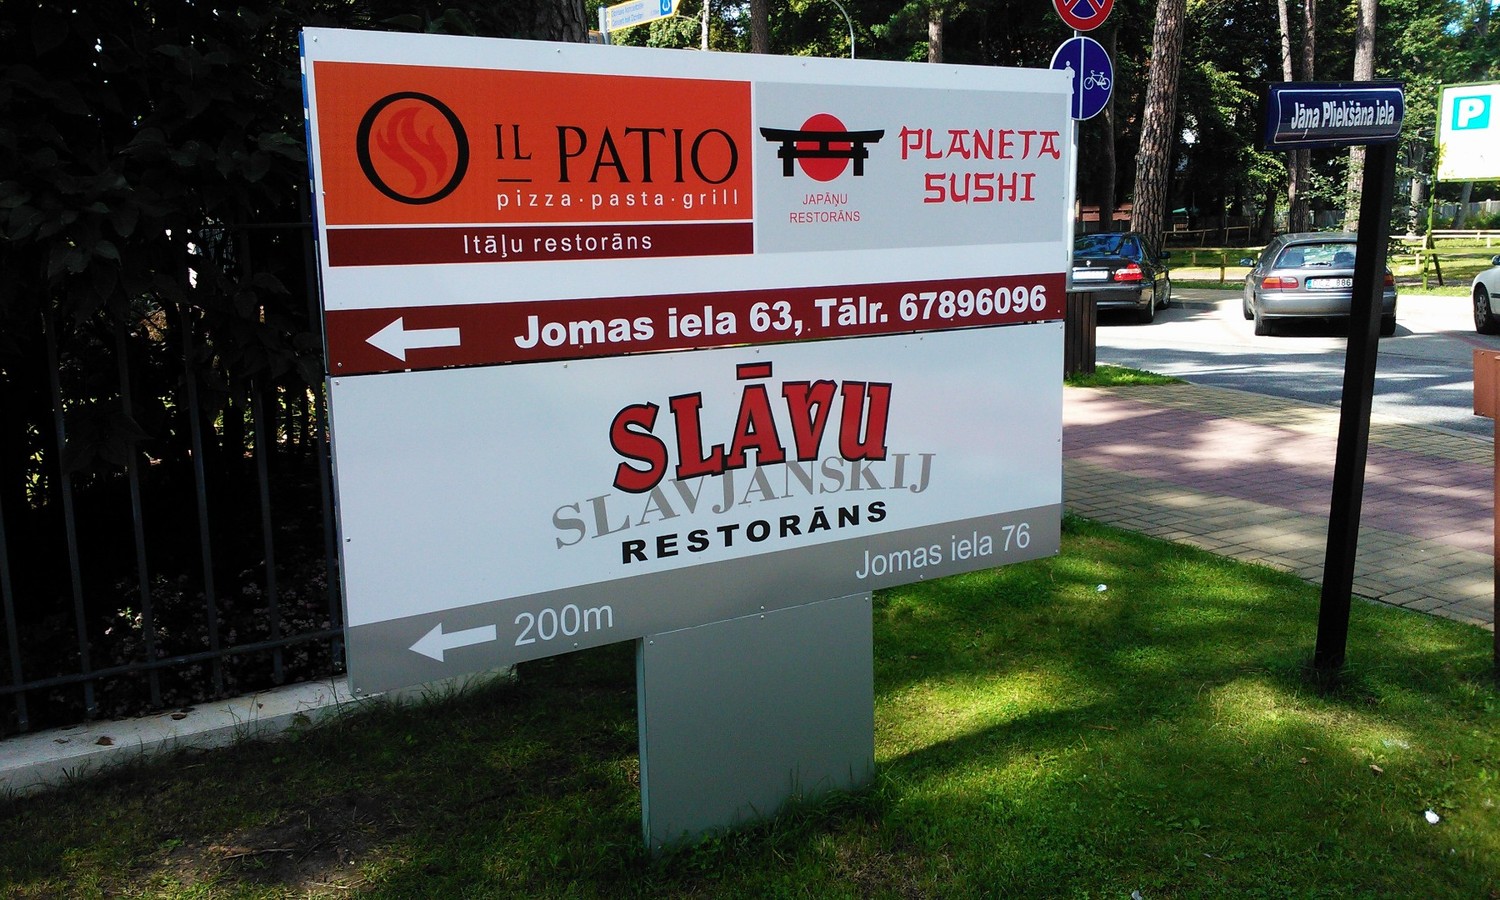 IL PATIO
pizza·pasta·grill
Itāļu restorāns
JAPĀŅU
RESTORĀNS
PLANETA
SUSHI
Jomas iela 63, Tālr. 67896096
SLĀVU
SLAVJANSKIJ
RESTORĀNS
Jomas iela 76
200m
Jāņa Pliekšāna iela
P